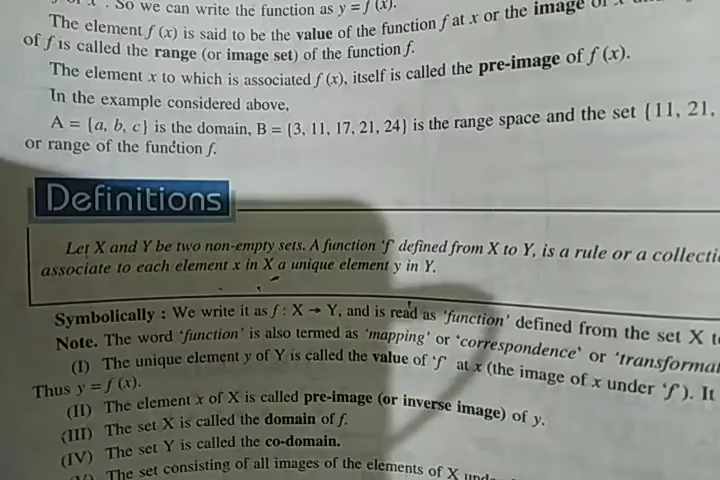 . So we can write the function as y = f (x).
The element f (x) is said to be the value of the function f at x or the image
of f is called the range (or image set) of the function f.
The element x to which is associated f (x), itself is called the pre-image of f (x).
In the example considered above,
A = {a, b, c} is the domain, B = {3, 11, 17, 21, 24} is the range space and the set {11, 21,
or range of the function f.
Definitions
Let X and Y be two non-empty sets. A function 'f' defined from X to Y, is a rule or a collecti
associate to each element x in X a unique element y in Y.
Symbolically : We write it as f : X → Y, and is read as 'function' defined from the set X t
Note. The word 'function' is also termed as 'mapping' or 'correspondence' or 'transformat
(I) The unique element y of Y is called the value of 'f' at x (the image of x under 'f'). It
Thus y = f (x).
(II) The element x of X is called pre-image (or inverse image) of y.
(III) The set X is called the domain of f.
(IV) The set Y is called the co-domain.
The set consisting of all images of the elements of X und